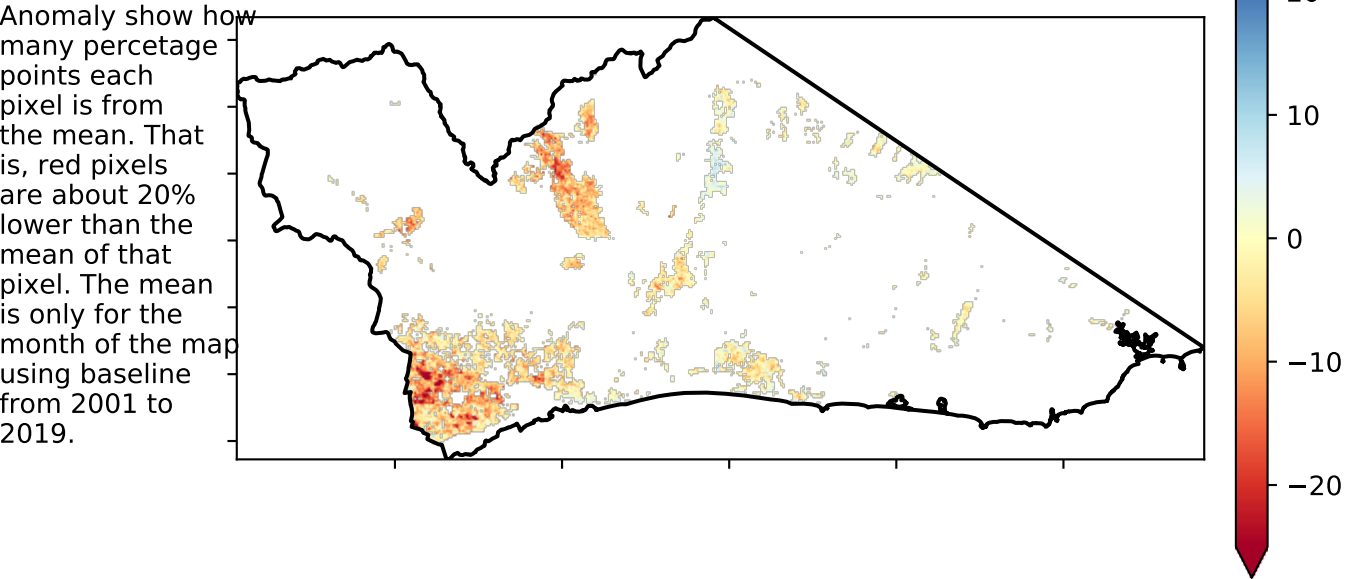 Anomaly show how
many percetage
points each
pixel is from
the mean. That
is, red pixels
are about 20%
lower than the
mean of that
pixel. The mean
is only for the
month of the map
using baseline
from 2001 to
2019.
10
0
−10
−20